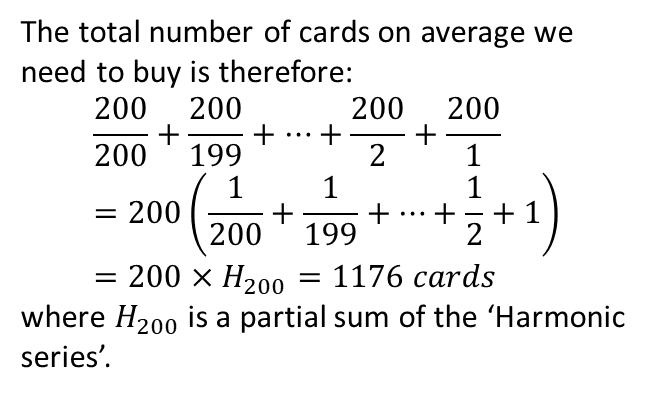 The total number of cards on average we
need to buy is therefore:
200/200 + 200/199 + ⋯ + 200/2 + 200/1
= 200 (1/200 + 1/199 + ⋯ + 1/2 + 1)
= 200 × H₂₀₀ = 1176 cards
where H₂₀₀ is a partial sum of the ‘Harmonic
series’.